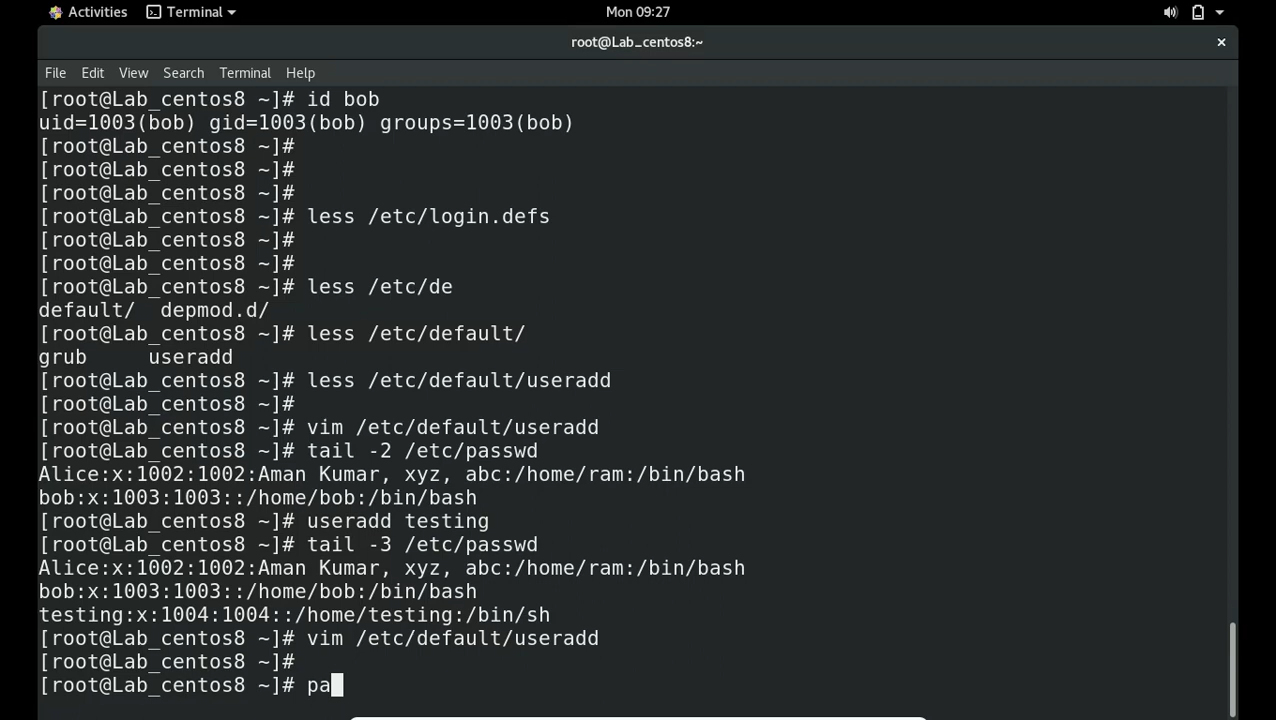 Activities Terminal Mon 09:27
root@Lab_centos8:~
File Edit View Search Terminal Help
[root@Lab_centos8 ~]# id bob
uid=1003(bob) gid=1003(bob) groups=1003(bob)
[root@Lab_centos8 ~]#
[root@Lab_centos8 ~]#
[root@Lab_centos8 ~]#
[root@Lab_centos8 ~]# less /etc/login.defs
[root@Lab_centos8 ~]#
[root@Lab_centos8 ~]#
[root@Lab_centos8 ~]# less /etc/de
default/ depmod.d/
[root@Lab_centos8 ~]# less /etc/default/
grub useradd
[root@Lab_centos8 ~]# less /etc/default/useradd
[root@Lab_centos8 ~]#
[root@Lab_centos8 ~]# vim /etc/default/useradd
[root@Lab_centos8 ~]# tail -2 /etc/passwd
Alice:x:1002:1002:Aman Kumar, xyz, abc:/home/ram:/bin/bash
bob:x:1003:1003::/home/bob:/bin/bash
[root@Lab_centos8 ~]# useradd testing
[root@Lab_centos8 ~]# tail -3 /etc/passwd
Alice:x:1002:1002:Aman Kumar, xyz, abc:/home/ram:/bin/bash
bob:x:1003:1003::/home/bob:/bin/bash
testing:x:1004:1004::/home/testing:/bin/sh
[root@Lab_centos8 ~]# vim /etc/default/useradd
[root@Lab_centos8 ~]#
[root@Lab_centos8 ~]# pa